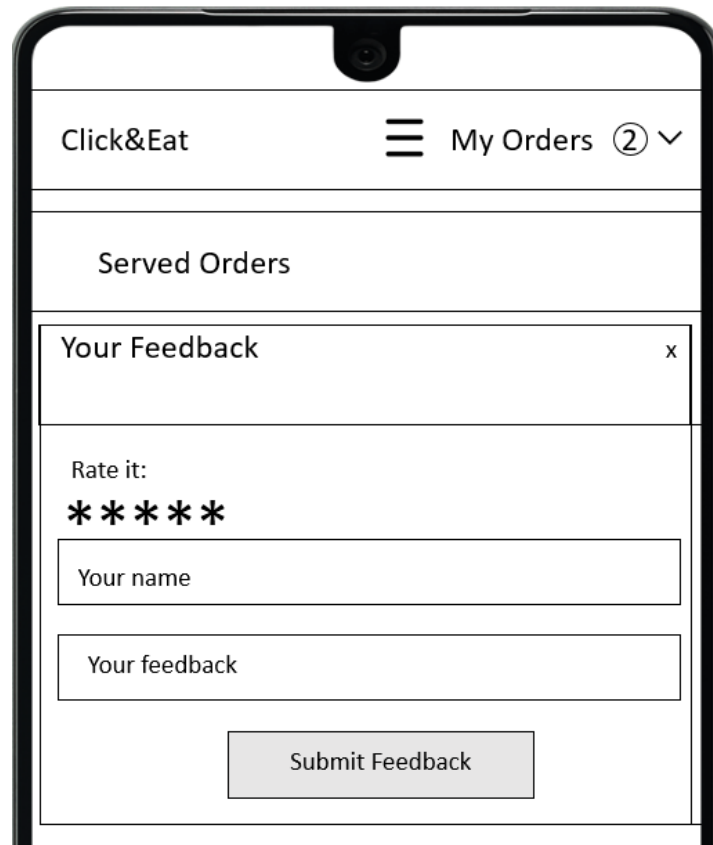 Click&Eat ☰ My Orders 2
Served Orders
Your Feedback x
Rate it:
*****
Your name
Your feedback
Submit Feedback